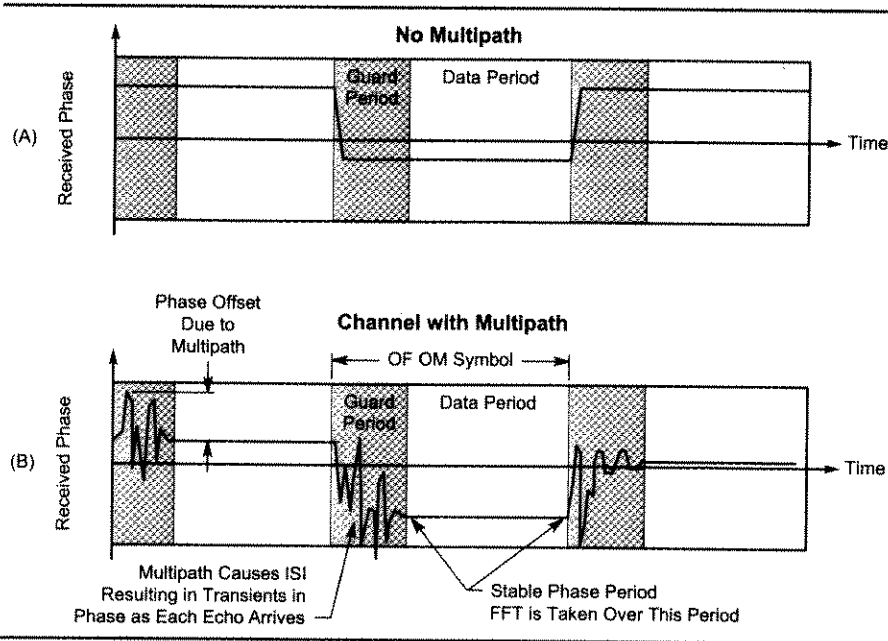 No Multipath
Guard
Period
Data Period
(A)
Received Phase
Time
Phase Offset
Due to
Multipath
Channel with Multipath
OF OM Symbol
Guard
Period
Data Period
(B)
Received Phase
Time
Multipath Causes ISI
Resulting in Transients in
Phase as Each Echo Arrives
Stable Phase Period
FFT is Taken Over This Period